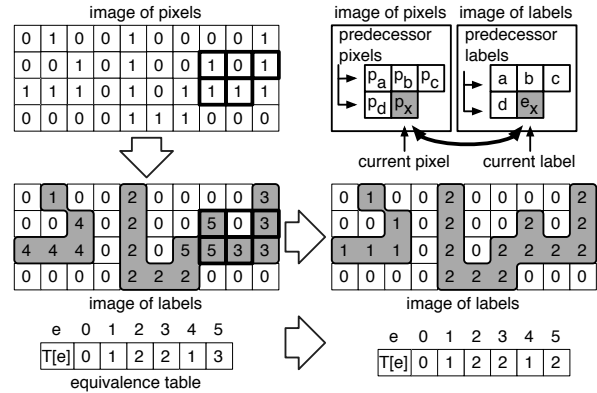 image of pixels
0 1 0 0 1 0 0 0 0 1
0 0 1 0 1 0 0 1 0 1
1 1 1 0 1 0 1 1 1 1
0 0 0 0 1 1 1 0 0 0
image of pixels image of labels
predecessor pixels
pa pb pc
pd px
current pixel
predecessor labels
a b c
d ex
current label
0 1 0 0 2 0 0 0 0 3
0 0 4 0 2 0 0 5 0 3
4 4 4 0 2 0 5 5 3 3
0 0 0 0 2 2 2 0 0 0
image of labels
e 0 1 2 3 4 5
T[e] 0 1 2 2 1 3
equivalence table
0 1 0 0 2 0 0 0 0 2
0 0 1 0 2 0 0 2 0 2
1 1 1 0 2 0 2 2 2 2
0 0 0 0 2 2 2 0 0 0
image of labels
e 0 1 2 3 4 5
T[e] 0 1 2 2 1 2